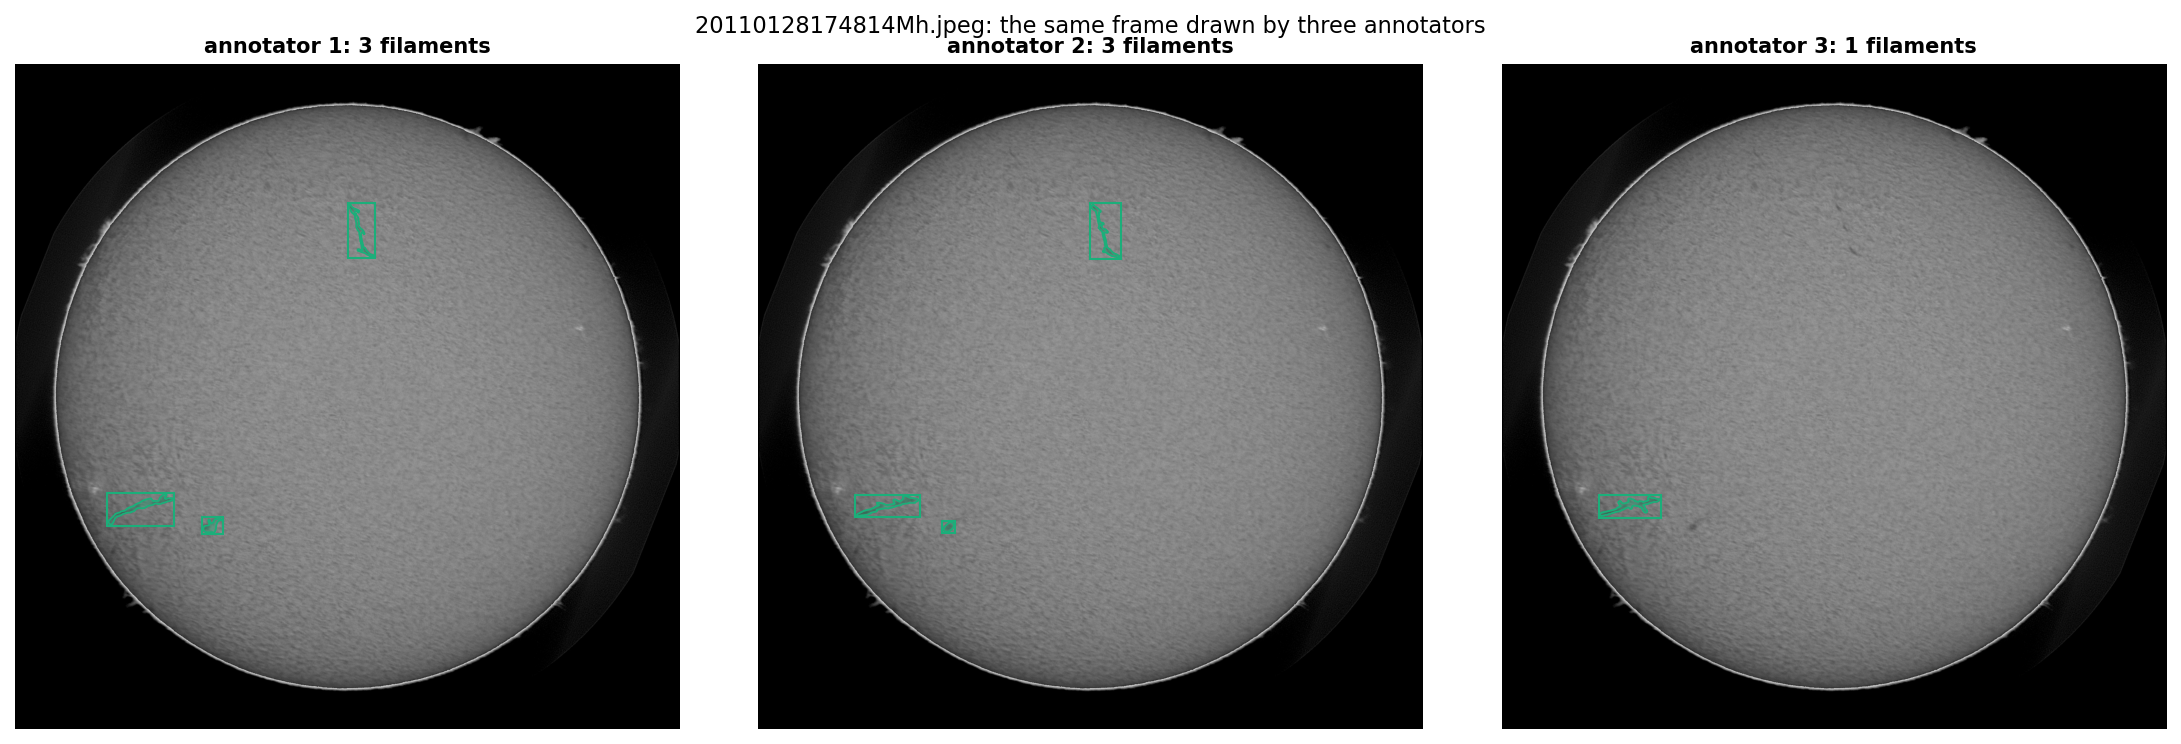 20110128174814Mh.jpeg: the same frame drawn by three annotators
annotator 1: 3 filaments
annotator 2: 3 filaments
annotator 3: 1 filaments